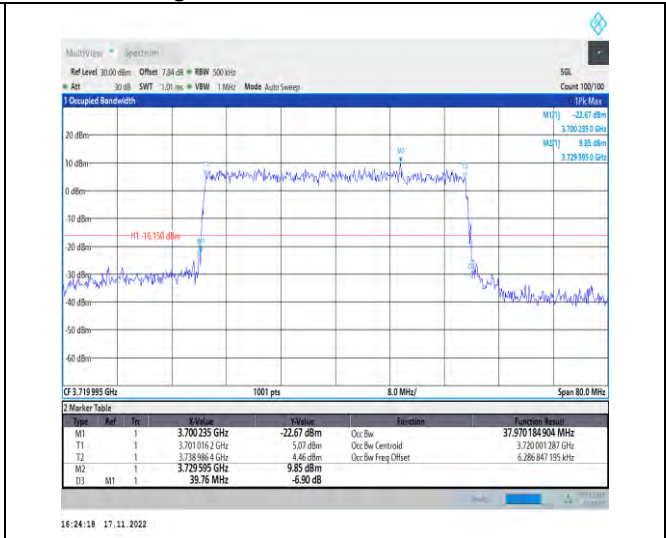 MultiView Spectrum
Ref Level 30.00 dBm Offset 7.84 dB RBW 500 kHz SGL
Att 30 dB SWT 1.01 ms VBW 1 MHz Mode Auto Sweep Count 100/100
1 Occupied Bandwidth 1Pk Max
M1[1] -22.67 dBm
3.700 235 0 GHz
20 dBm
M2[1] 9.85 dBm
3.729 595 0 GHz
M2
10 dBm
0 dBm
-10 dBm
H1 -16.150 dBm
-20 dBm
-30 dBm
-40 dBm
-50 dBm
-60 dBm
CF 3.719 995 GHz 1001 pts 8.0 MHz/ Span 80.0 MHz
2 Marker Table
Type Ref Trc X-Value Y-Value Function Function Result
M1 1 3.700 235 GHz -22.67 dBm Occ Bw 37.970 184 904 MHz
T1 1 3.701 016 2 GHz 5.07 dBm Occ Bw Centroid 3.720 001 287 GHz
T2 1 3.738 986 4 GHz 4.46 dBm Occ Bw Freq Offset 6.286 847 195 kHz
M2 1 3.729 595 GHz 9.85 dBm
D3 M1 1 39.76 MHz -6.90 dB
16:24:18 17.11.2022